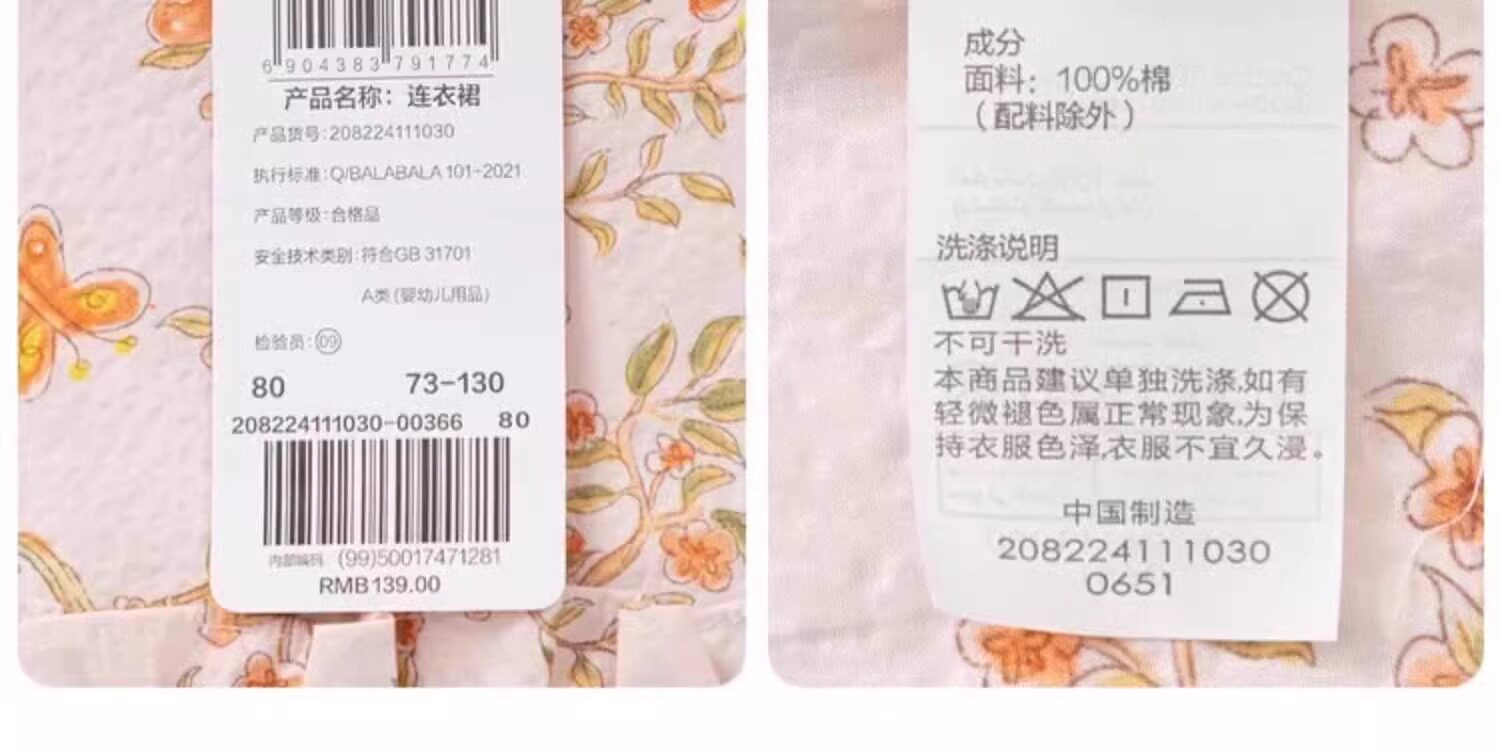 6 904383 791774
产品名称：连衣裙
产品货号:208224111030
执行标准:Q/BALABALA 101-2021
产品等级:合格品
安全技术类别:符合GB 31701
A类(婴幼儿用品)
检验员:09
80 73-130
208224111030-00366 80
内部编码 (99)50017471281
RMB139.00
成分
面料：100%棉
（配料除外）
洗涤说明
不可干洗
本商品建议单独洗涤,如有
轻微褪色属正常现象,为保
持衣服色泽,衣服不宜久浸。
中国制造
208224111030
0651